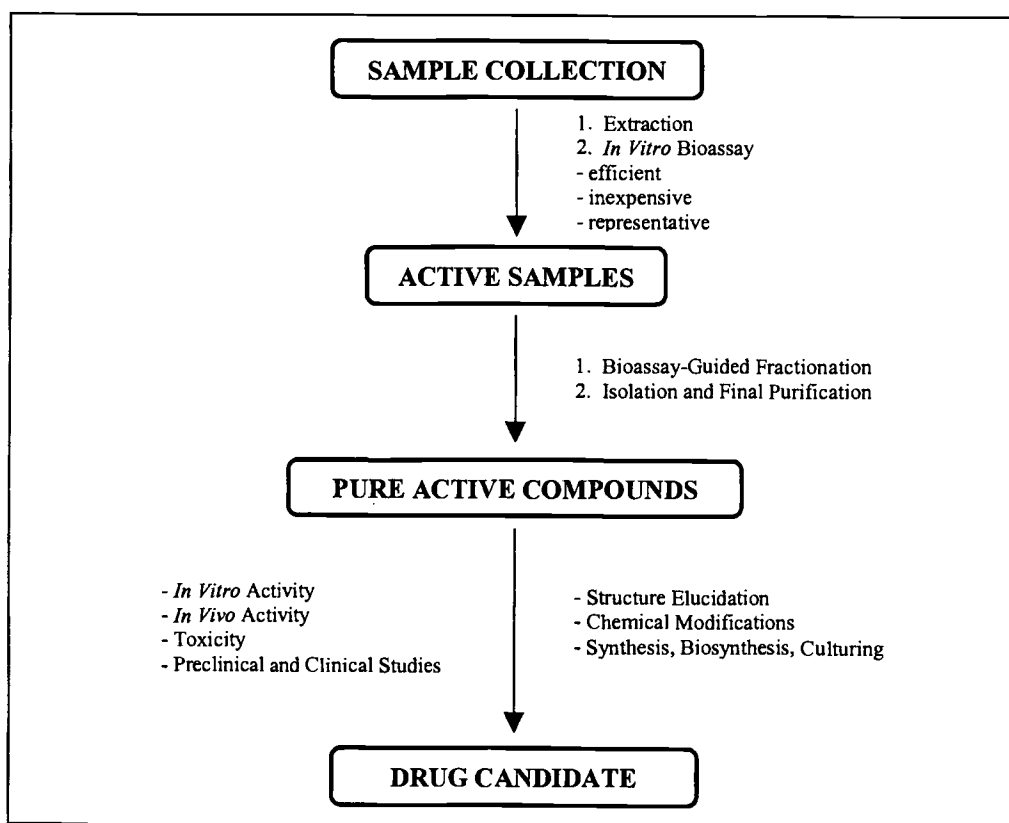 SAMPLE COLLECTION
1. Extraction
2. In Vitro Bioassay
- efficient
- inexpensive
- representative
ACTIVE SAMPLES
1. Bioassay-Guided Fractionation
2. Isolation and Final Purification
PURE ACTIVE COMPOUNDS
- In Vitro Activity
- In Vivo Activity
- Toxicity
- Preclinical and Clinical Studies
- Structure Elucidation
- Chemical Modifications
- Synthesis, Biosynthesis, Culturing
DRUG CANDIDATE